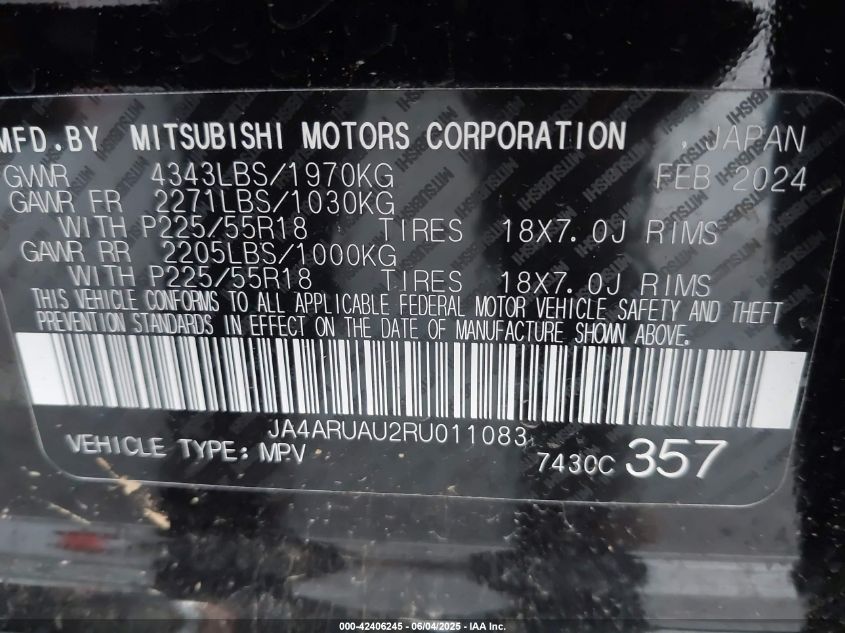 MFD.BY MITSUBISHI MOTORS CORPORATION , JAPAN
GVWR 4343LBS/1970KG FEB 2024
GAWR FR 2271LBS/1030KG
WITH P225/55R18 TIRES 18X7.0J RIMS
GAWR RR 2205LBS/1000KG
WITH P225/55R18 TIRES 18X7.0J RIMS
THIS VEHICLE CONFORMS TO ALL APPLICABLE FEDERAL MOTOR VEHICLE SAFETY AND THEFT
PREVENTION STANDARDS IN EFFECT ON THE DATE OF MANUFACTURE SHOWN ABOVE.
JA4ARUAU2RU011083
VEHICLE TYPE: MPV 7430C 357
000-42406245 - 06/04/2025 - IAA Inc.